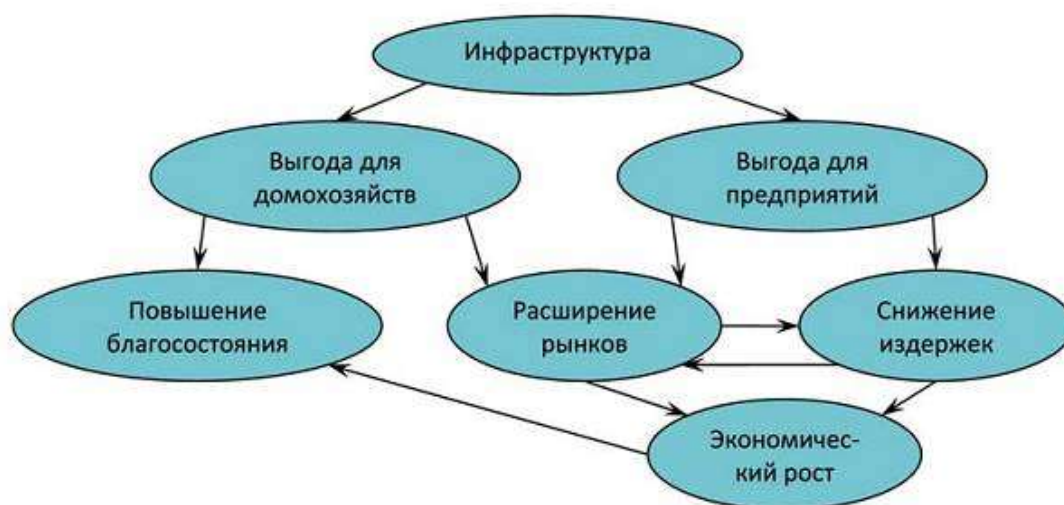 Инфраструктура
Выгода для
домохозяйств
Выгода для
предприятий
Повышение
благосостояния
Расширение
рынков
Снижение
издержек
Экономичес-
кий рост